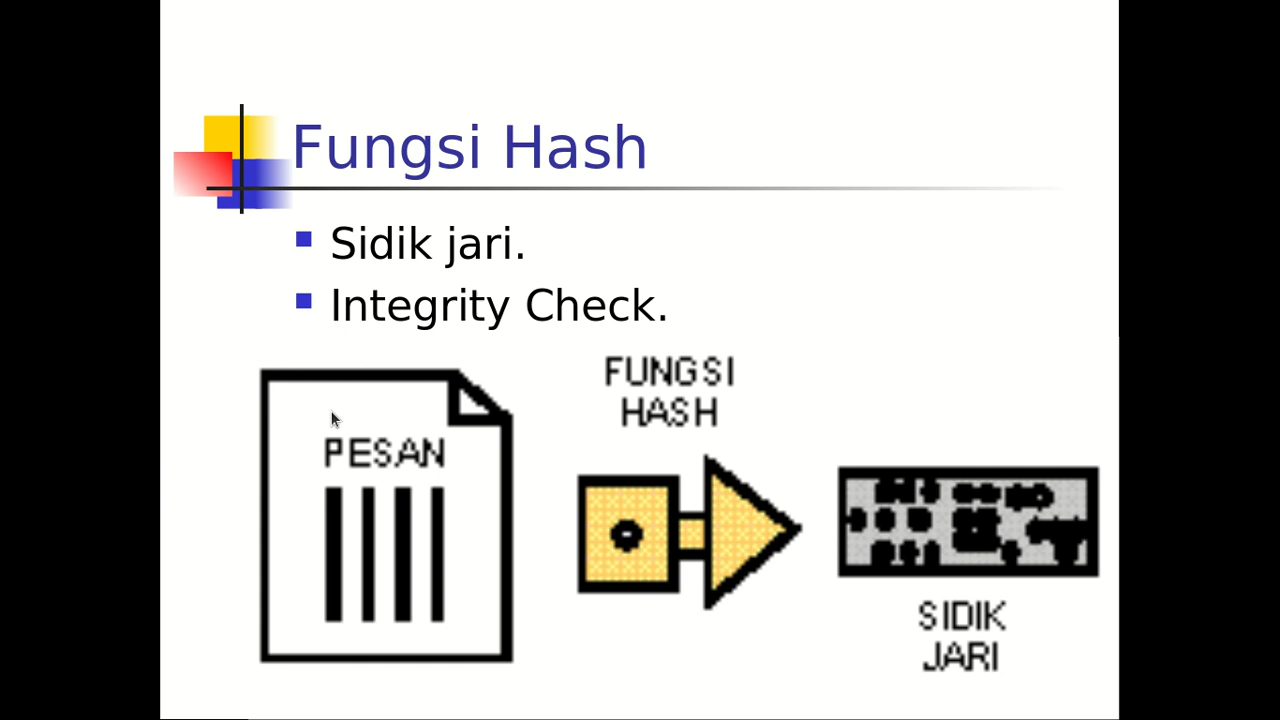 Fungsi Hash
Sidik jari.
Integrity Check.
FUNGSI
HASH
PESAN
SIDIK
JARI